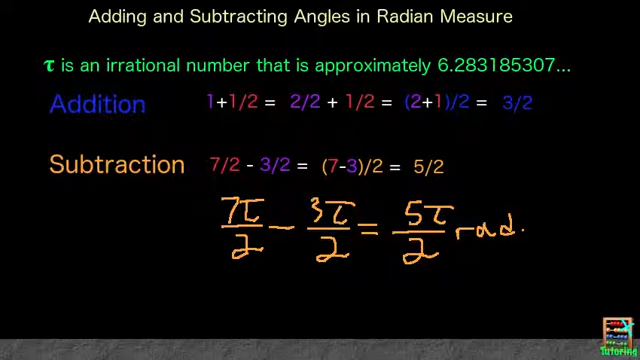 Adding and Subtracting Angles in Radian Measure
τ is an irrational number that is approximately 6.283185307...
Addition 1+1/2 = 2/2 + 1/2 = (2+1)/2 = 3/2
Subtraction 7/2 - 3/2 = (7-3)/2 = 5/2
7τ/2 - 3τ/2 = 5τ/2 rad.
Tutoring